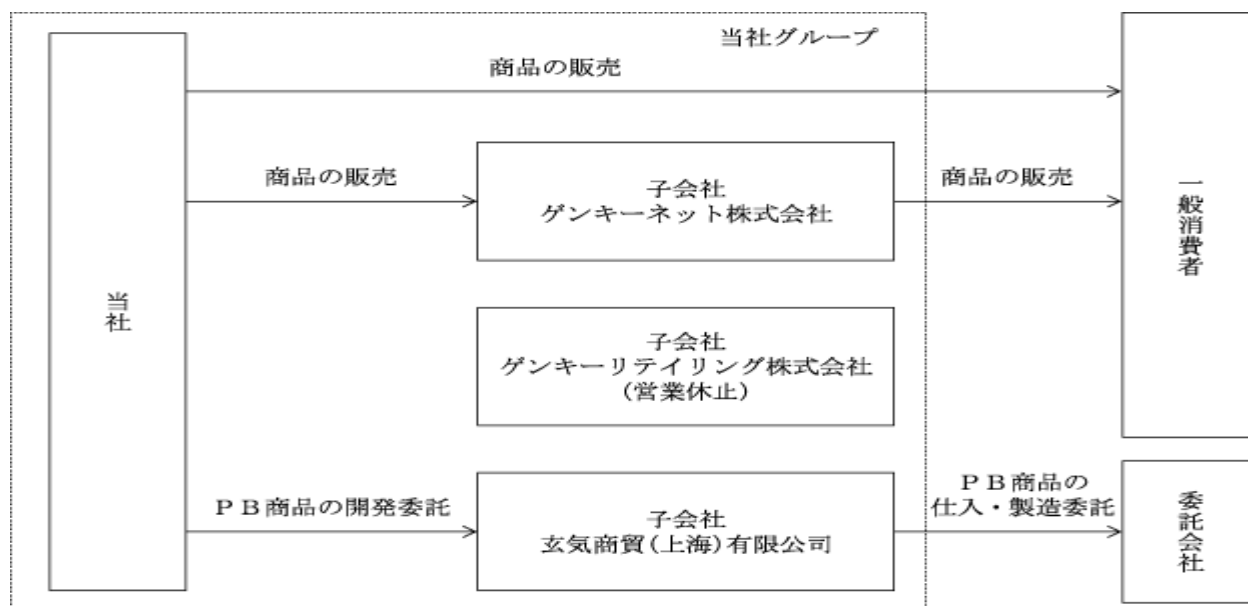 当社グループ
商品の販売
商品の販売
子会社
ゲンキーネット株式会社
商品の販売
一般消費者
当社
子会社
ゲンキーリテイリング株式会社
(営業休止)
ＰＢ商品の開発委託
子会社
玄気商貿(上海)有限公司
ＰＢ商品の
仕入・製造委託
委託会社